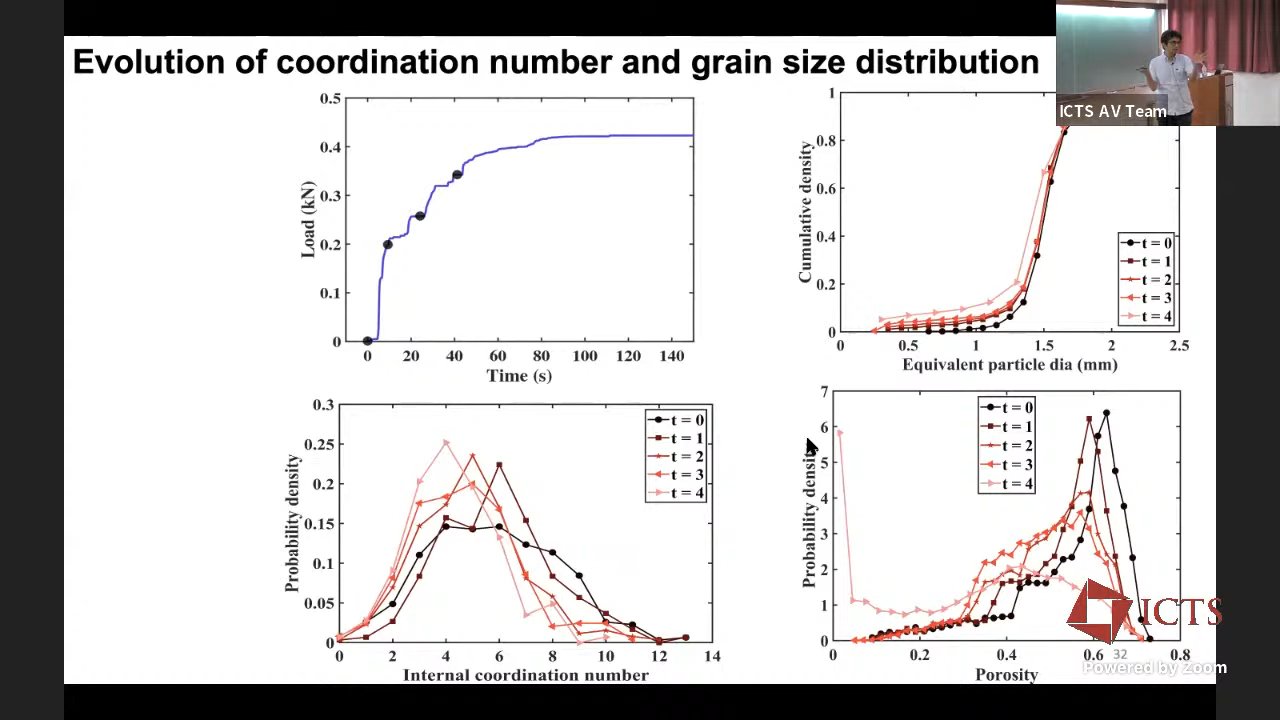 Evolution of coordination number and grain size distribution
ICTS AV Team
0.5
0.4
0.3
0.2
0.1
0
Load (kN)
0 20 40 60 80 100 120 140
Time (s)
1
0.8
0.6
0.4
0.2
0
Cumulative density
t = 0
t = 1
t = 2
t = 3
t = 4
0 0.5 1 1.5 2 2.5
Equivalent particle dia (mm)
0.3
0.25
0.2
0.15
0.1
0.05
0
Probability density
t = 0
t = 1
t = 2
t = 3
t = 4
0 2 4 6 8 10 12 14
Internal coordination number
7
6
5
4
3
2
1
0
Probability density
t = 0
t = 1
t = 2
t = 3
t = 4
0 0.2 0.4 0.6 0.8
Porosity
ICTS
32
Powered by Zoom